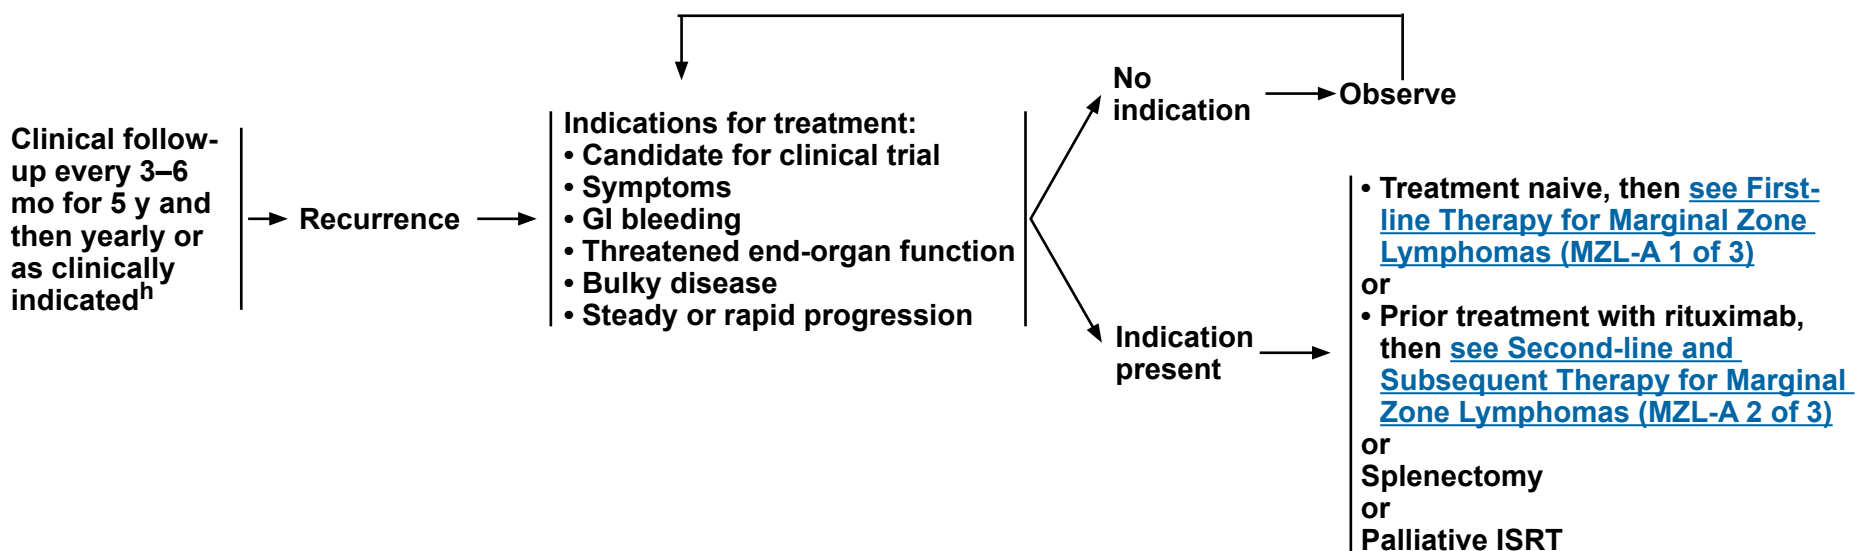 Clinical follow-
up every 3–6
mo for 5 y and
then yearly or
as clinically
indicatedh
Recurrence
Indications for treatment:
• Candidate for clinical trial
• Symptoms
• GI bleeding
• Threatened end-organ function
• Bulky disease
• Steady or rapid progression
No
indication
Observe
Indication
present
• Treatment naive, then see First-
line Therapy for Marginal Zone
Lymphomas (MZL-A 1 of 3)
or
• Prior treatment with rituximab,
then see Second-line and
Subsequent Therapy for Marginal
Zone Lymphomas (MZL-A 2 of 3)
or
Splenectomy
or
Palliative ISRT